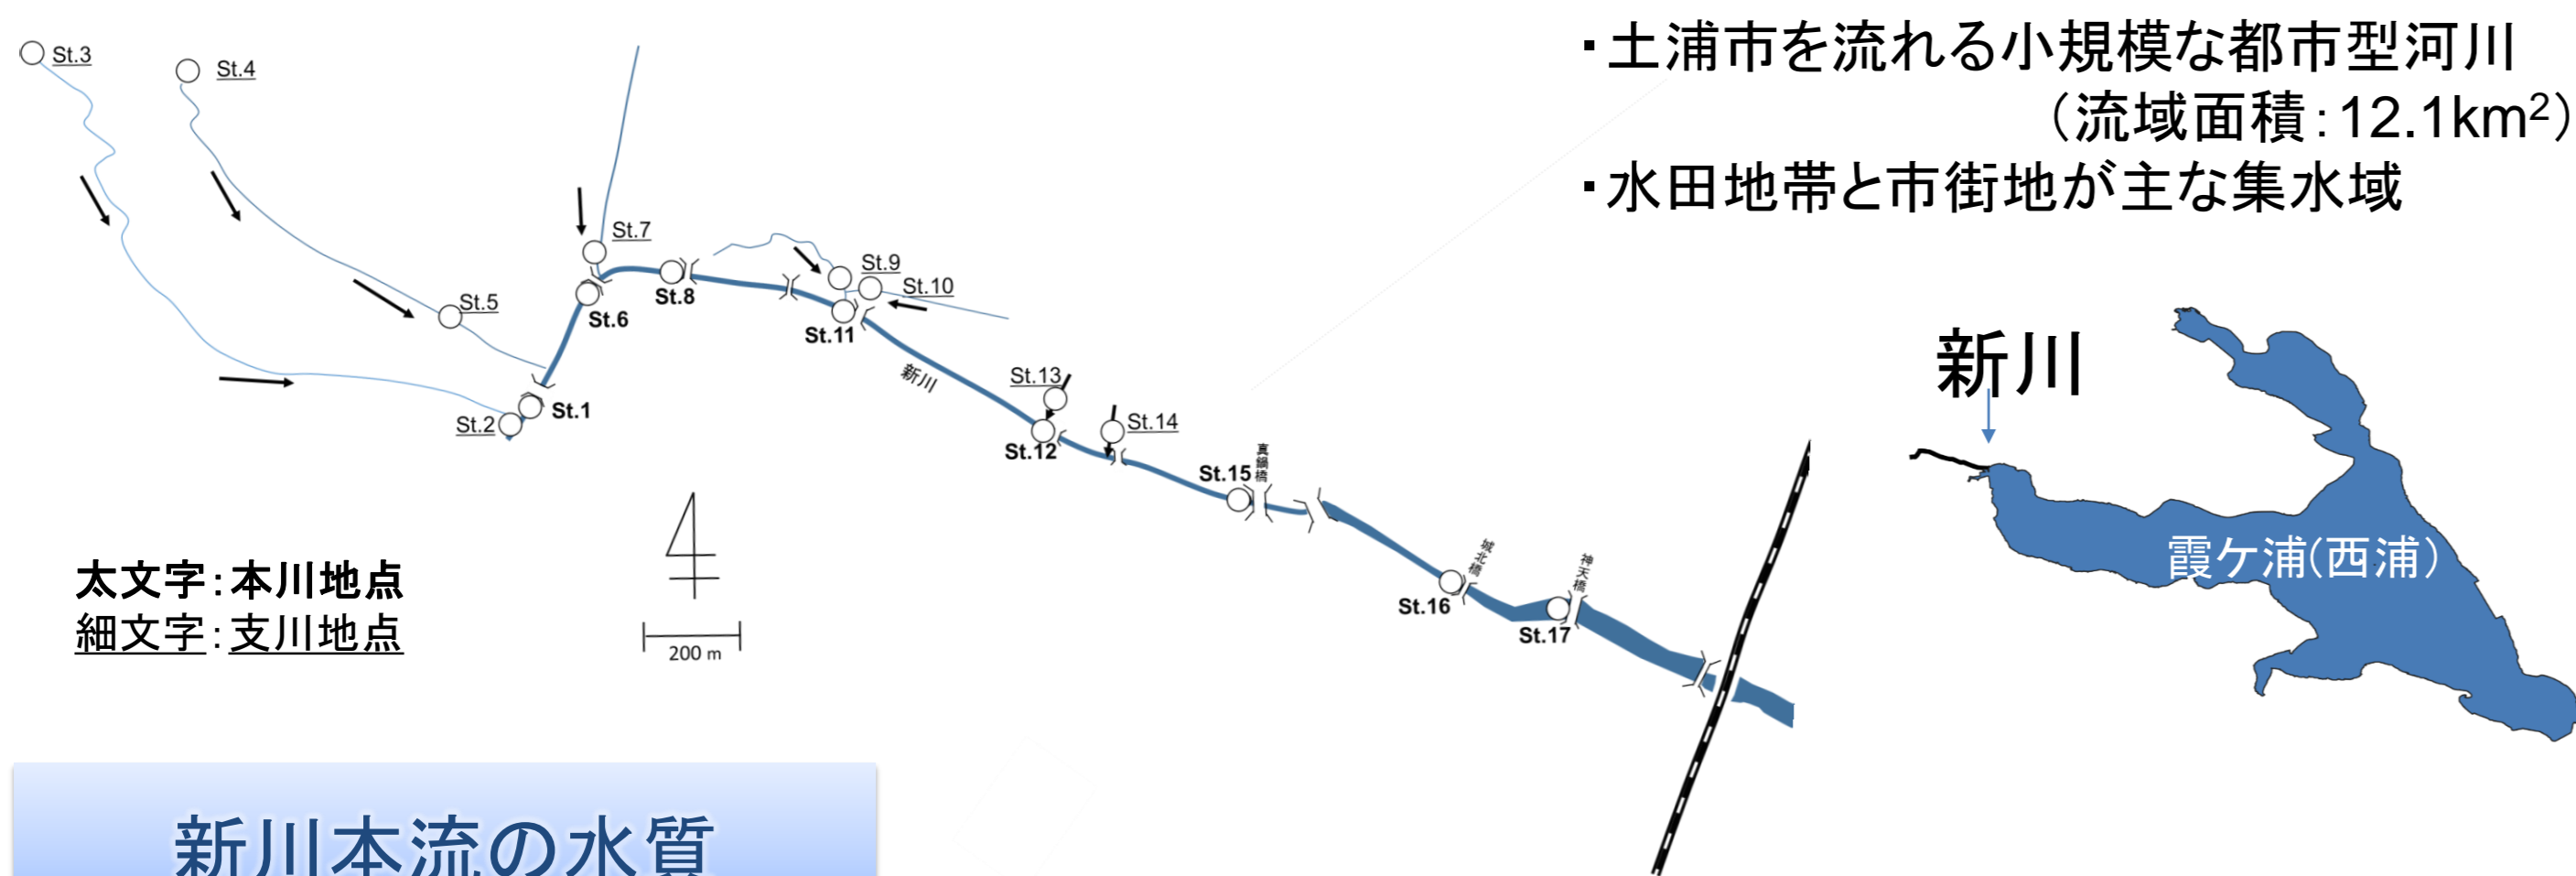 ・土浦市を流れる小規模な都市型河川
（流域面積：12.1km²）
・水田地帯と市街地が主な集水域
St.3
St.4
St.7
St.9
St.10
St.5
St.8
St.6
St.11
新川
St.13
St.1
St.2
St.14
St.12
真鍋橋
St.15
城北橋
神天橋
St.16
St.17
新川
霞ケ浦(西浦)
太文字：本川地点
細文字：支川地点
200 m
新川本流の水質